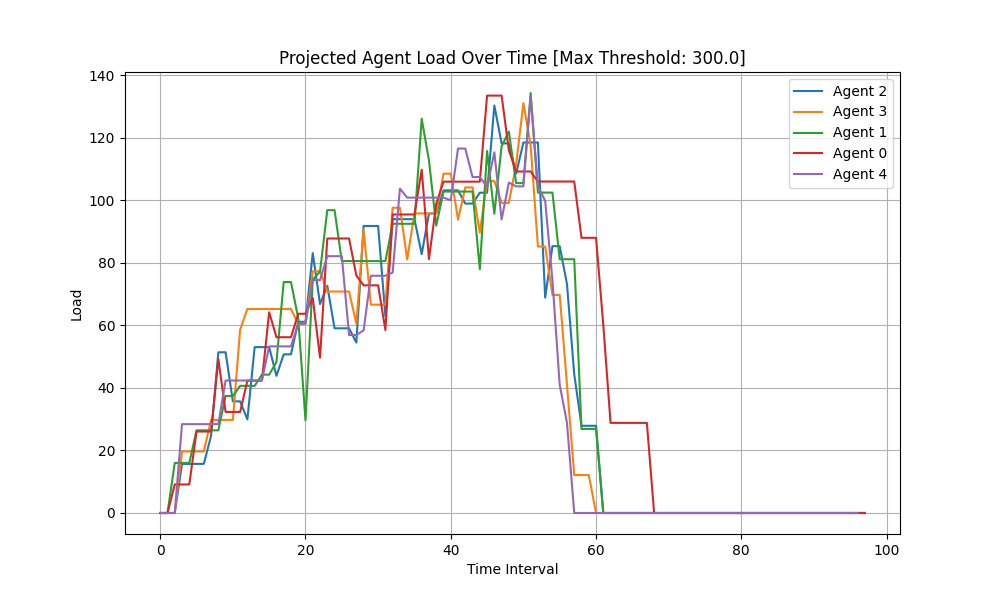 Projected Agent Load Over Time [Max Threshold: 300.0]
Load
140
120
100
80
60
40
20
0
0 20 40 60 80 100
Time Interval
Agent 2
Agent 3
Agent 1
Agent 0
Agent 4